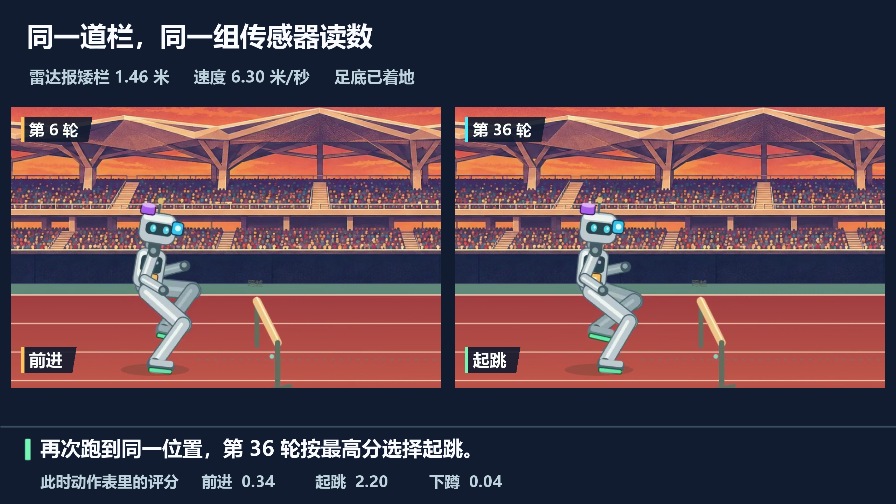 同一道栏，同一组传感器读数
雷达报矮栏 1.46 米 速度 6.30 米/秒 足底已着地
第 6 轮
第 36 轮
前进
起跳
再次跑到同一位置，第 36 轮按最高分选择起跳。
此时动作表里的评分 前进 0.34 起跳 2.20 下蹲 0.04